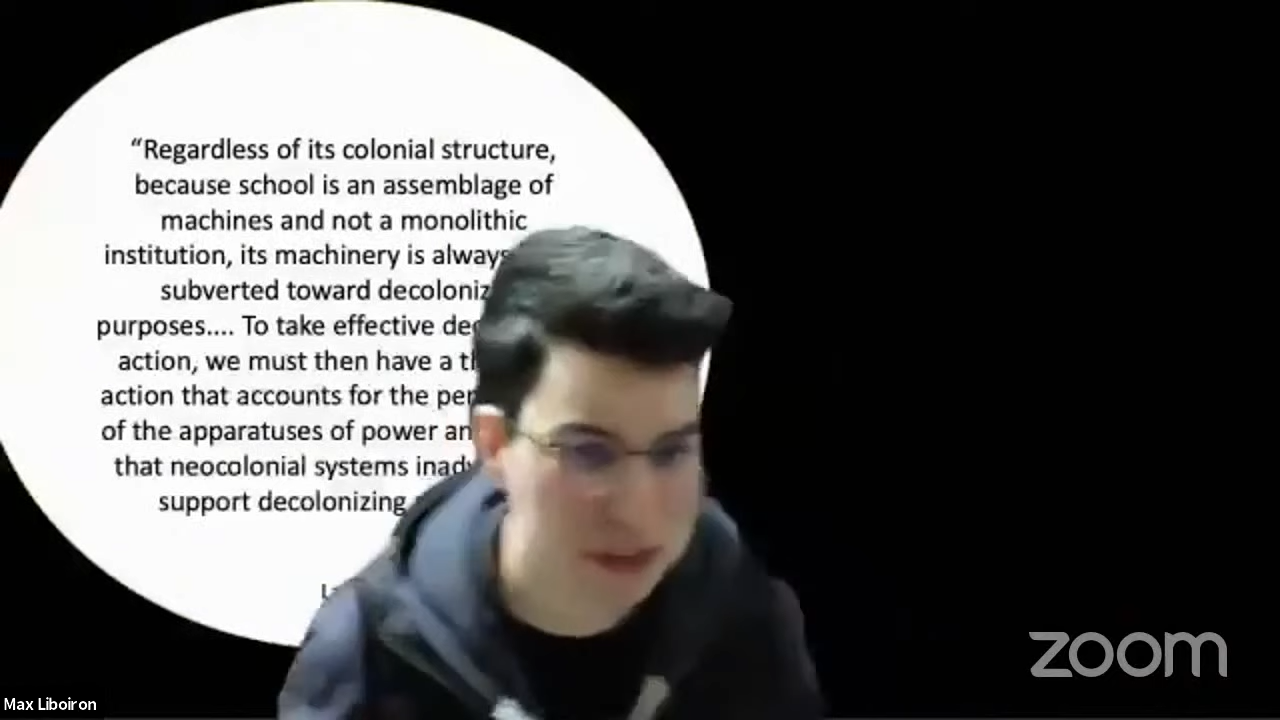 “Regardless of its colonial structure,
because school is an assemblage of
machines and not a monolithic
institution, its machinery is always
subverted toward
purposes.... To take effective
action, we must then have a
action that accounts for the
of the apparatuses of power
that neocolonial systems
support decolonizing
zoom
Max Liboiron